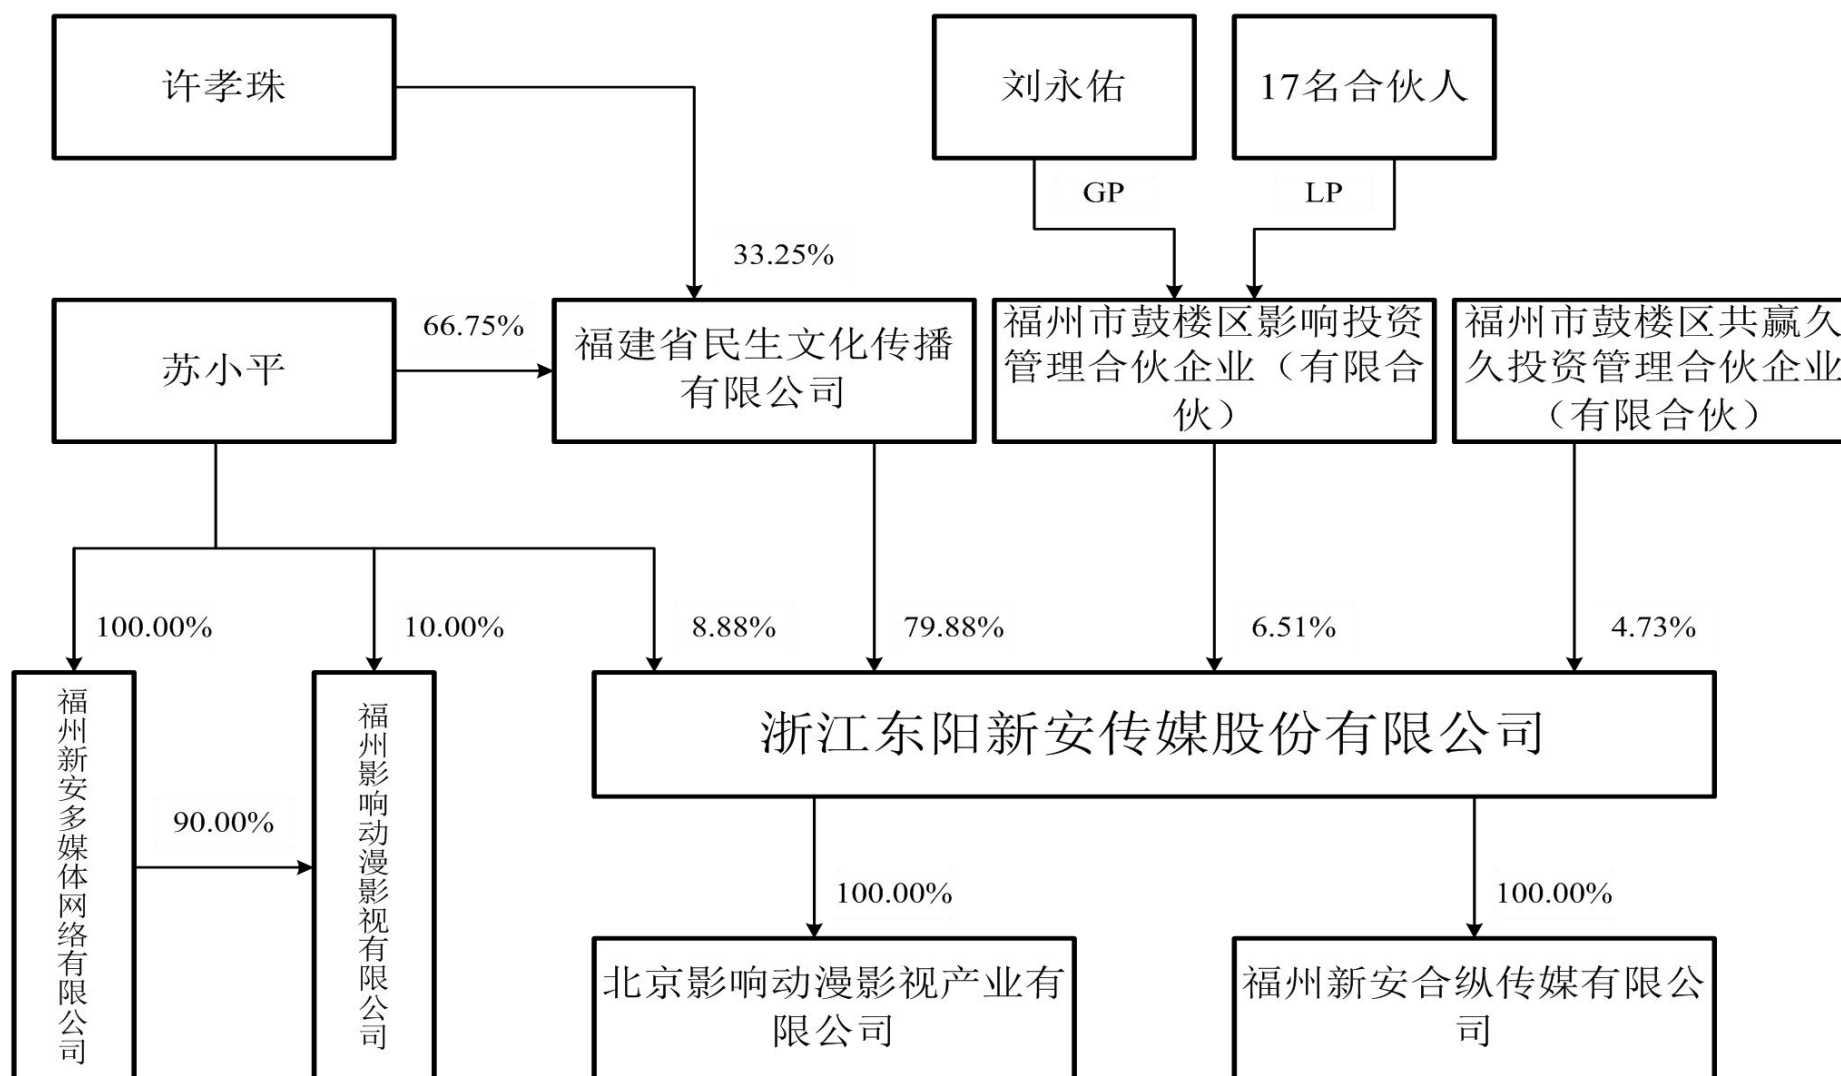 许孝珠
刘永佑
17名合伙人
GP
LP
33.25%
苏小平
66.75%
福建省民生文化传播
有限公司
福州市鼓楼区影响投资
管理合伙企业（有限合
伙）
福州市鼓楼区共赢久
久投资管理合伙企业
（有限合伙）
100.00%
10.00%
8.88%
79.88%
6.51%
4.73%
福州新安多媒体网络有限公司
90.00%
福州影响动漫影视有限公司
浙江东阳新安传媒股份有限公司
100.00%
100.00%
北京影响动漫影视产业有
限公司
福州新安合纵传媒有限公
司